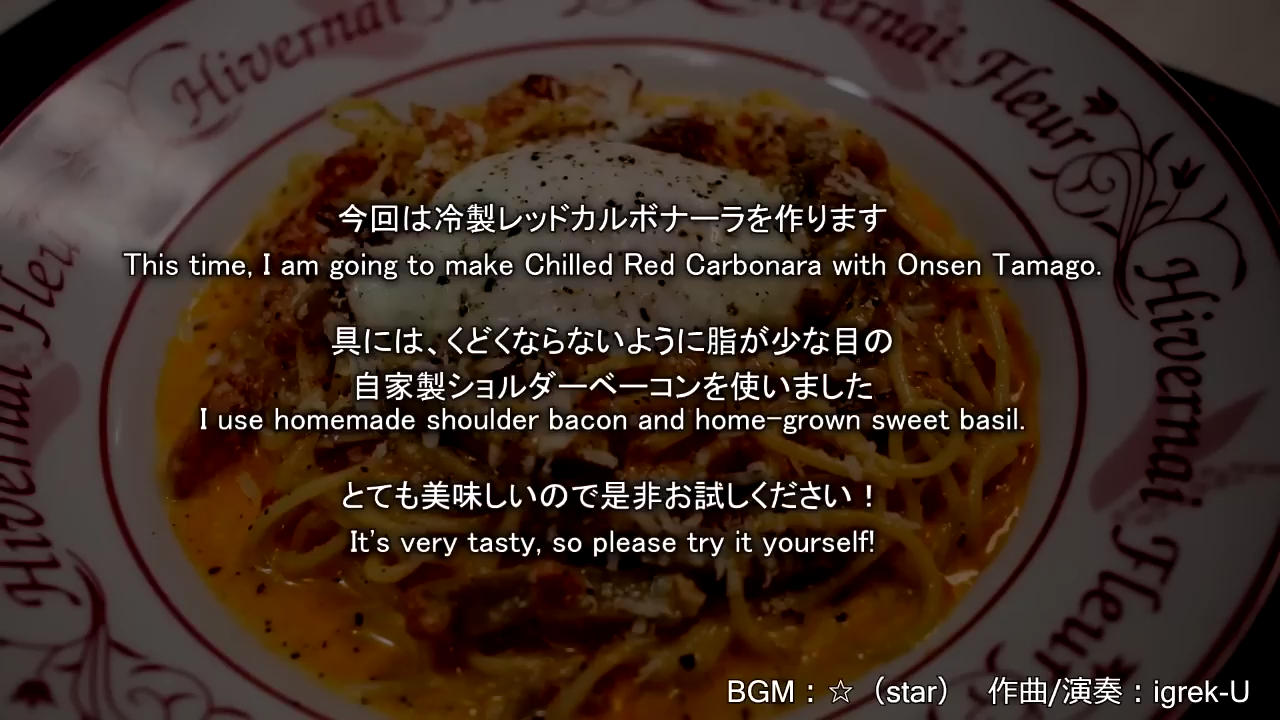 Hivernal Fleur
Hivernal Fleur
Hivernal Fleur
Hivernal Fleu
今回は冷製レッドカルボナーラを作ります
This time, I am going to make Chilled Red Carbonara with Onsen Tamago.
具には、くどくならないように脂が少な目の
自家製ショルダーベーコンを使いました
I use homemade shoulder bacon and home-grown sweet basil.
とても美味しいので是非お試しください！
It's very tasty, so please try it yourself!
BGM：☆（star） 作曲/演奏：igrek-U